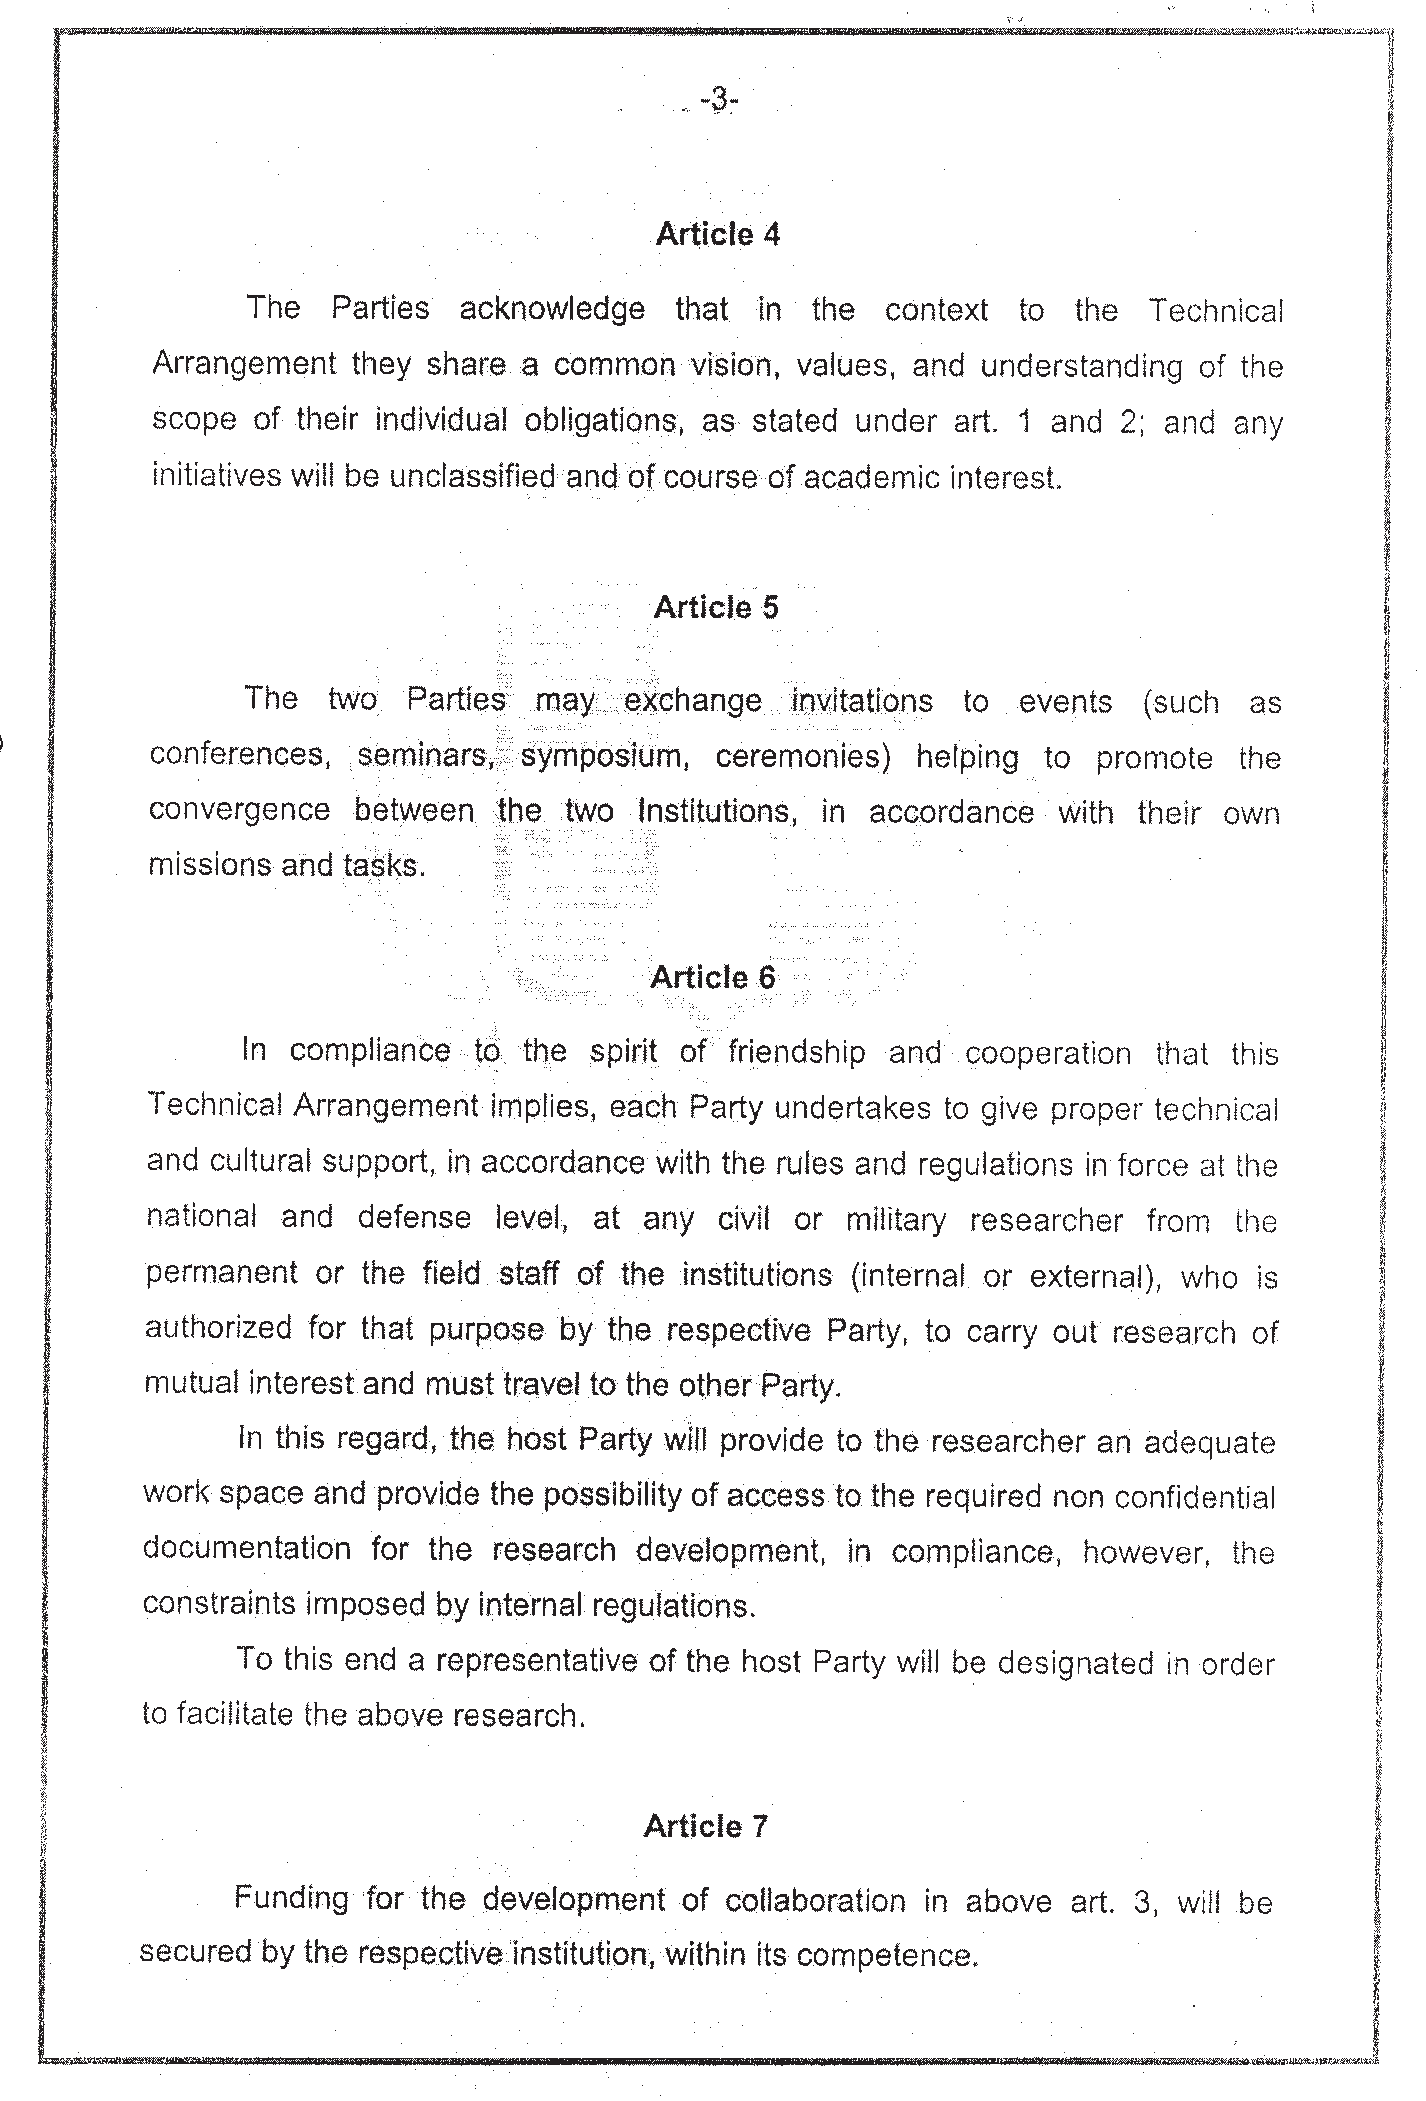 -3-
Article 4
The Parties acknowledge that in the context to the Technical
Arrangement they share a common vision, values, and understanding of the
scope of their individual obligations, as stated under art. 1 and 2; and any
initiatives will be unclassified and of course of academic interest.
Article 5
The two Parties may exchange invitations to events (such as
conferences, seminars, symposium, ceremonies) helping to promote the
convergence between the two Institutions, in accordance with their own
missions and tasks.
Article 6
In compliance to the spirit of friendship and cooperation that this
Technical Arrangement implies, each Party undertakes to give proper technical
and cultural support, in accordance with the rules and regulations in force at the
national and defense level, at any civil or military researcher from the
permanent or the field staff of the institutions (internal or external), who is
authorized for that purpose by the respective Party, to carry out research of
mutual interest and must travel to the other Party.
In this regard, the host Party will provide to the researcher an adequate
work space and provide the possibility of access to the required non confidential
documentation for the research development, in compliance, however, the
constraints imposed by internal regulations.
To this end a representative of the host Party will be designated in order
to facilitate the above research.
Article 7
Funding for the development of collaboration in above art. 3, will be
secured by the respective institution, within its competence.